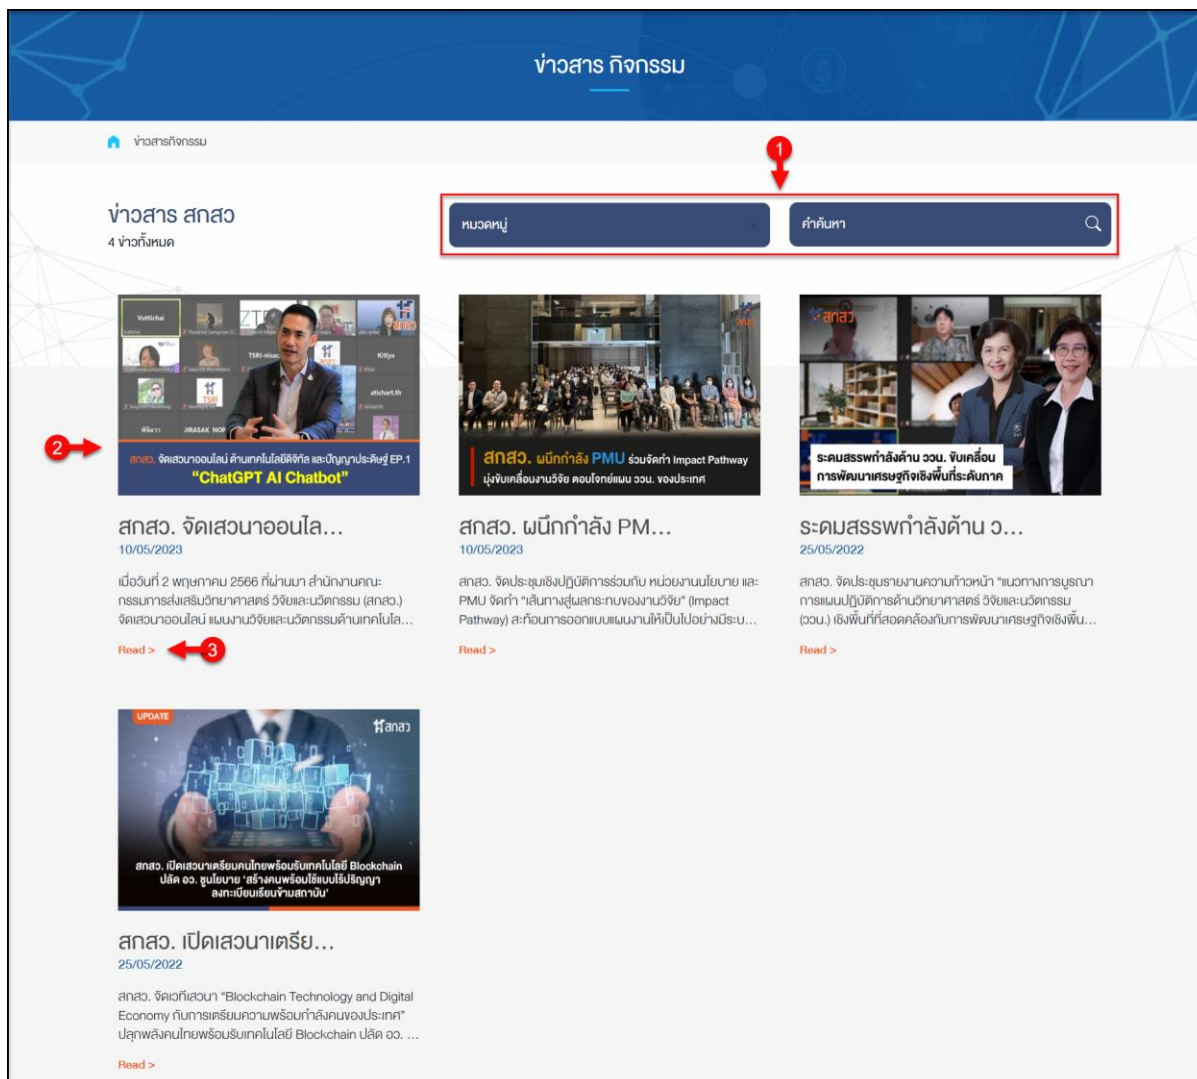 ข่าวสาร กิจกรรม
ข่าวสารกิจกรรม
1
ข่าวสาร สกสว
4 ข่าวทั้งหมด
หมวดหมู่
คำค้นหา
Vuttichai
TSRI-nisac
Kitiya
atichart.th
TSRI
พิจิตวา
JIRASAK NOP
2
สกสว. จัดเสวนาออนไลน์ ด้านเทคโนโลยีดิจิทัล และปัญญาประดิษฐ์ EP.1
“ChatGPT AI Chatbot”
สกสว. ผนึกกำลัง PMU ร่วมจัดทำ Impact Pathway
มุ่งขับเคลื่อนงานวิจัย ตอบโจทย์แผน ววน. ของประเทศ
สกสว
ระดมสรรพกำลังด้าน ววน. ขับเคลื่อน
การพัฒนาเศรษฐกิจเชิงพื้นที่ระดับภาค
สกสว. จัดเสวนาออนไล...
10/05/2023
เมื่อวันที่ 2 พฤษภาคม 2566 ที่ผ่านมา สำนักงานคณะ
กรรมการส่งเสริมวิทยาศาสตร์ วิจัยและนวัตกรรม (สกสว.)
จัดเสวนาออนไลน์ แผนงานวิจัยและนวัตกรรมด้านเทคโนโล...
Read >
3
สกสว. ผนึกกำลัง PM...
10/05/2023
สกสว. จัดประชุมเชิงปฏิบัติการร่วมกับ หน่วยงานนโยบาย และ
PMU จัดทำ “เส้นทางสู่ผลกระทบของงานวิจัย” (Impact
Pathway) สะท้อนการออกแบบแผนงานให้เป็นไปอย่างมีระบ...
Read >
ระดมสรรพกำลังด้าน ว...
25/05/2022
สกสว. จัดประชุมรายงานความก้าวหน้า “แนวทางการบูรณา
การแผนปฏิบัติการด้านวิทยาศาสตร์ วิจัยและนวัตกรรม
(ววน.) เชิงพื้นที่ที่สอดคล้องกับการพัฒนาเศรษฐกิจเชิงพื้น...
Read >
UPDATE
สกสว
สกสว. เปิดเสวนาเตรียมคนไทยพร้อมรับเทคโนโลยี Blockchain
ปลัด อว. ชูนโยบาย ‘สร้างคนพร้อมใช้แบบไร้ปริญญา
ลงทะเบียนเรียนข้ามสถาบัน’
สกสว. เปิดเสวนาเตรีย...
25/05/2022
สกสว. จัดเวทีเสวนา “Blockchain Technology and Digital
Economy กับการเตรียมความพร้อมกำลังคนของประเทศ”
ปลุกพลังคนไทยพร้อมรับเทคโนโลยี Blockchain ปลัด อว. ...
Read >